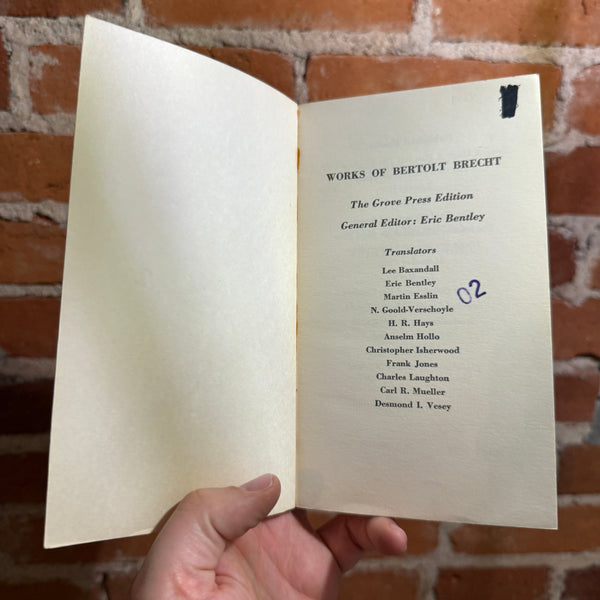 WORKS OF BERTOLT BRECHT
The Grove Press Edition
General Editor: Eric Bentley
Translators
Lee Baxandall
Eric Bentley
Martin Esslin
02
N. Goold-Verschoyle
H. R. Hays
Anselm Hollo
Christopher Isherwood
Frank Jones
Charles Laughton
Carl R. Mueller
Desmond I. Vesey